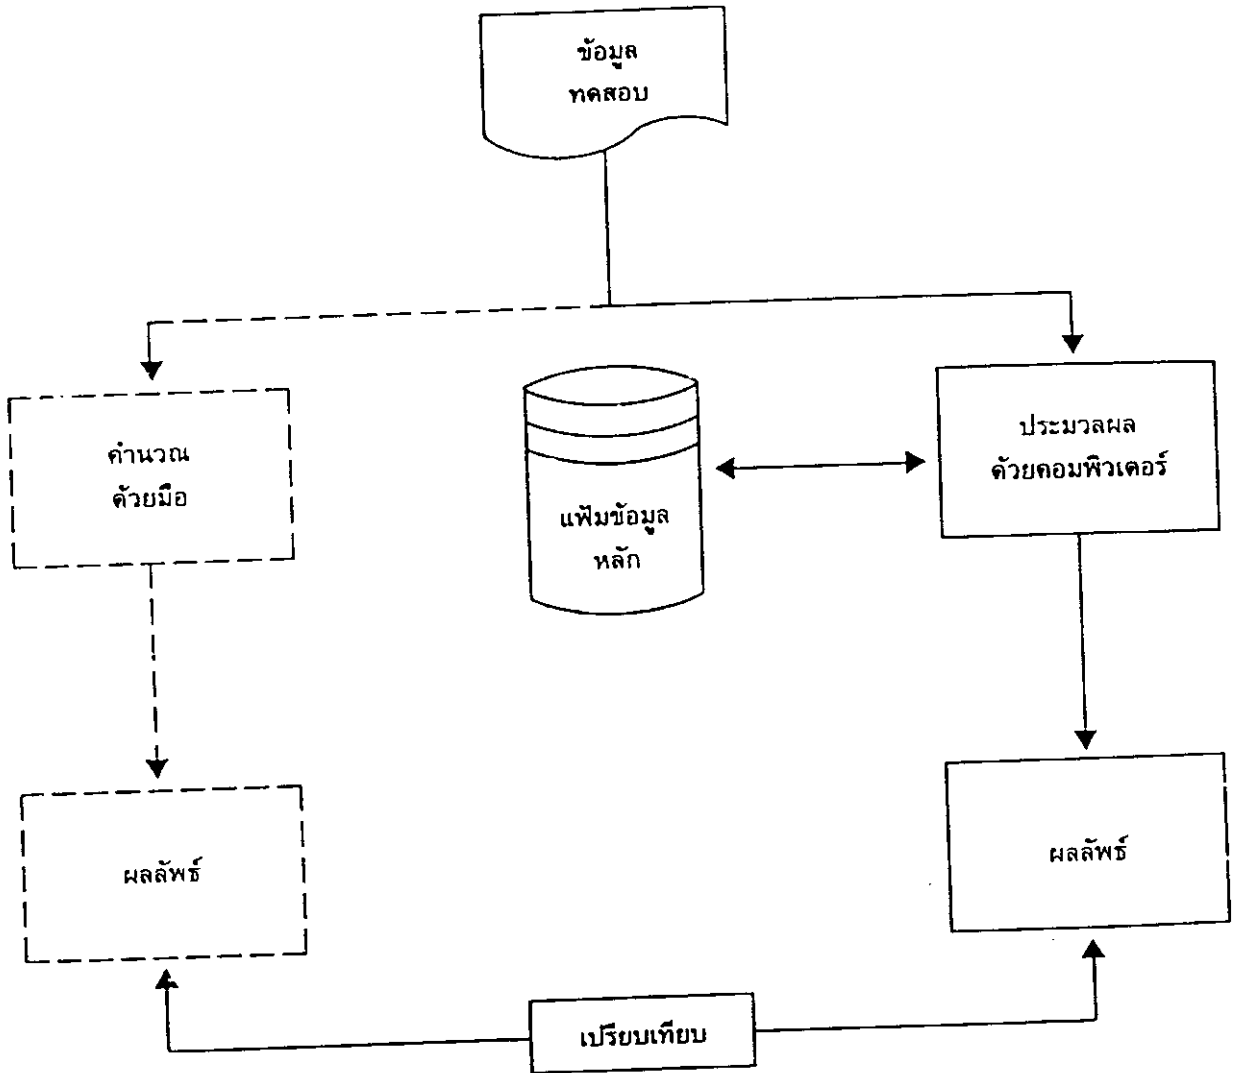 ข้อมูล
ทดสอบ
คำนวณ
ด้วยมือ
แฟ้มข้อมูล
หลัก
ประมวลผล
ด้วยคอมพิวเตอร์
ผลลัพธ์
ผลลัพธ์
เปรียบเทียบ